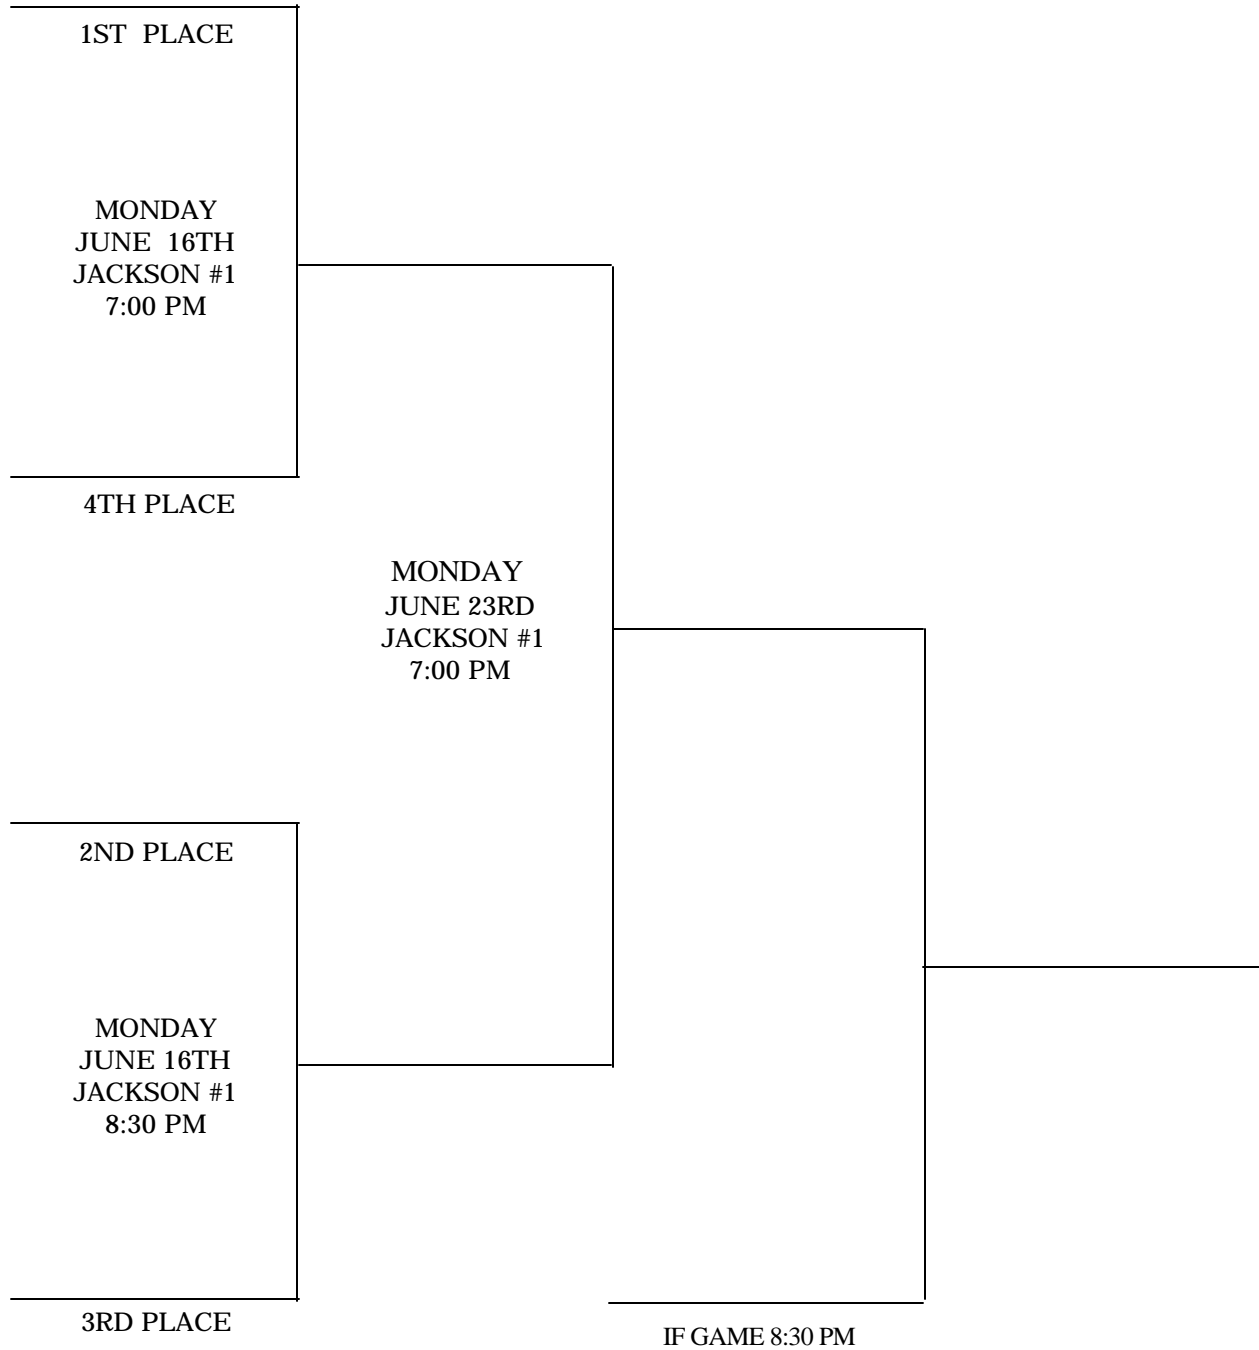 1ST PLACE
MONDAY
JUNE 16TH
JACKSON #1
7:00 PM
4TH PLACE
MONDAY
JUNE 23RD
JACKSON #1
7:00 PM
2ND PLACE
MONDAY
JUNE 16TH
JACKSON #1
8:30 PM
3RD PLACE
IF GAME 8:30 PM